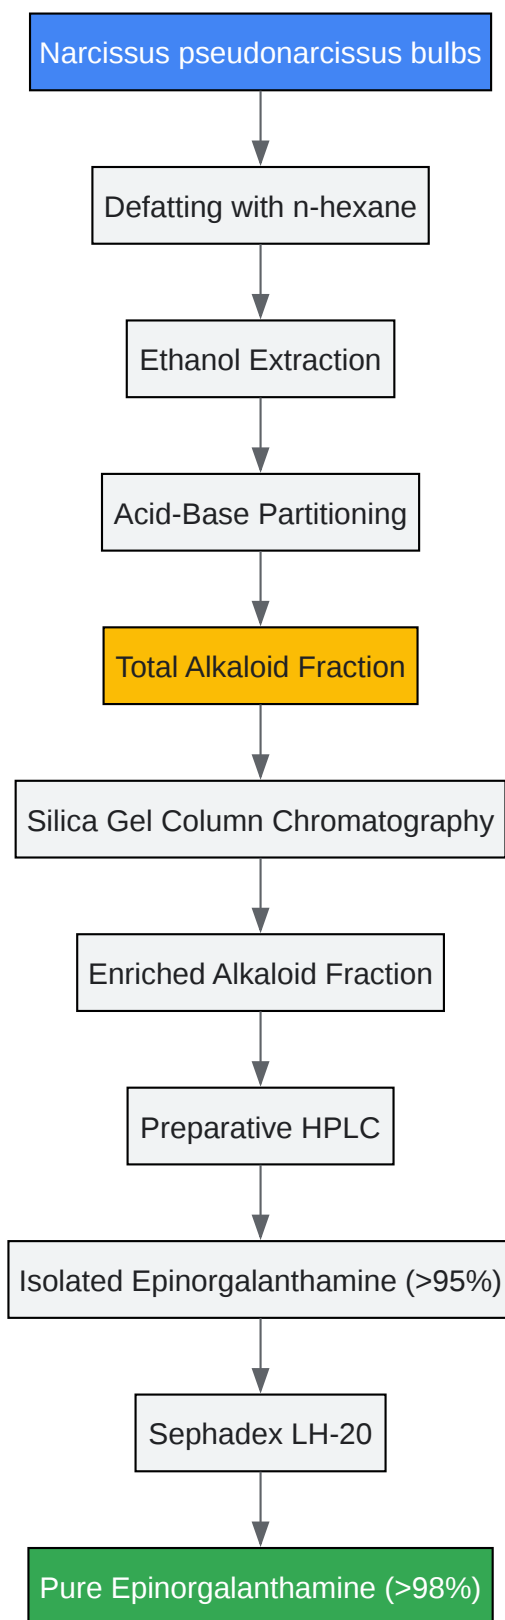 Narcissus pseudonarcissus bulbs
Defatting with n-hexane
Ethanol Extraction
Acid-Base Partitioning
Total Alkaloid Fraction
Silica Gel Column Chromatography
Enriched Alkaloid Fraction
Preparative HPLC
Isolated Epinorgalanthamine (>95%)
Sephadex LH-20
Pure Epinorgalanthamine (>98%)